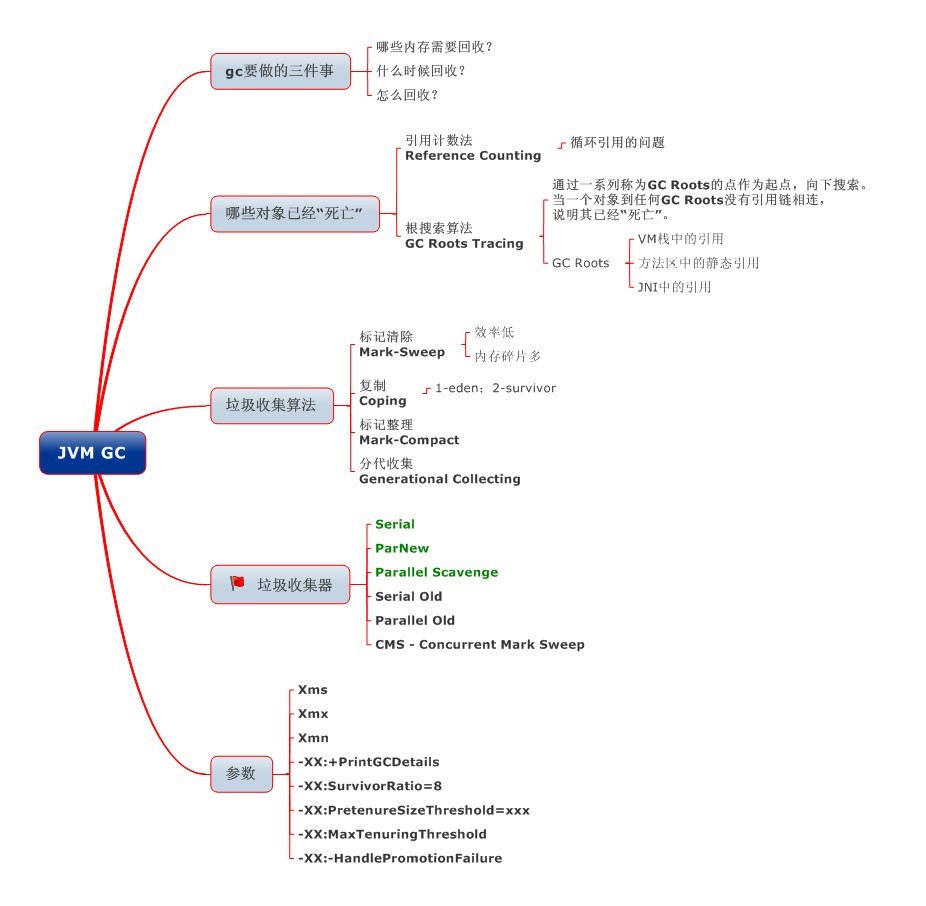 JVM GC
gc要做的三件事
哪些内存需要回收?
什么时候回收?
怎么回收?
哪些对象已经“死亡”
引用计数法
Reference Counting
循环引用的问题
根搜索算法
GC Roots Tracing
通过一系列称为GC Roots的点作为起点，向下搜索。
当一个对象到任何GC Roots没有引用链相连，
说明其已经“死亡”。
GC Roots
VM栈中的引用
方法区中的静态引用
JNI中的引用
垃圾收集算法
标记清除
Mark-Sweep
效率低
内存碎片多
复制
Coping
1-eden；2-survivor
标记整理
Mark-Compact
分代收集
Generational Collecting
垃圾收集器
Serial
ParNew
Parallel Scavenge
Serial Old
Parallel Old
CMS - Concurrent Mark Sweep
参数
Xms
Xmx
Xmn
-XX:+PrintGCDetails
-XX:SurvivorRatio=8
-XX:PretenureSizeThreshold=xxx
-XX:MaxTenuringThreshold
-XX:-HandlePromotionFailure